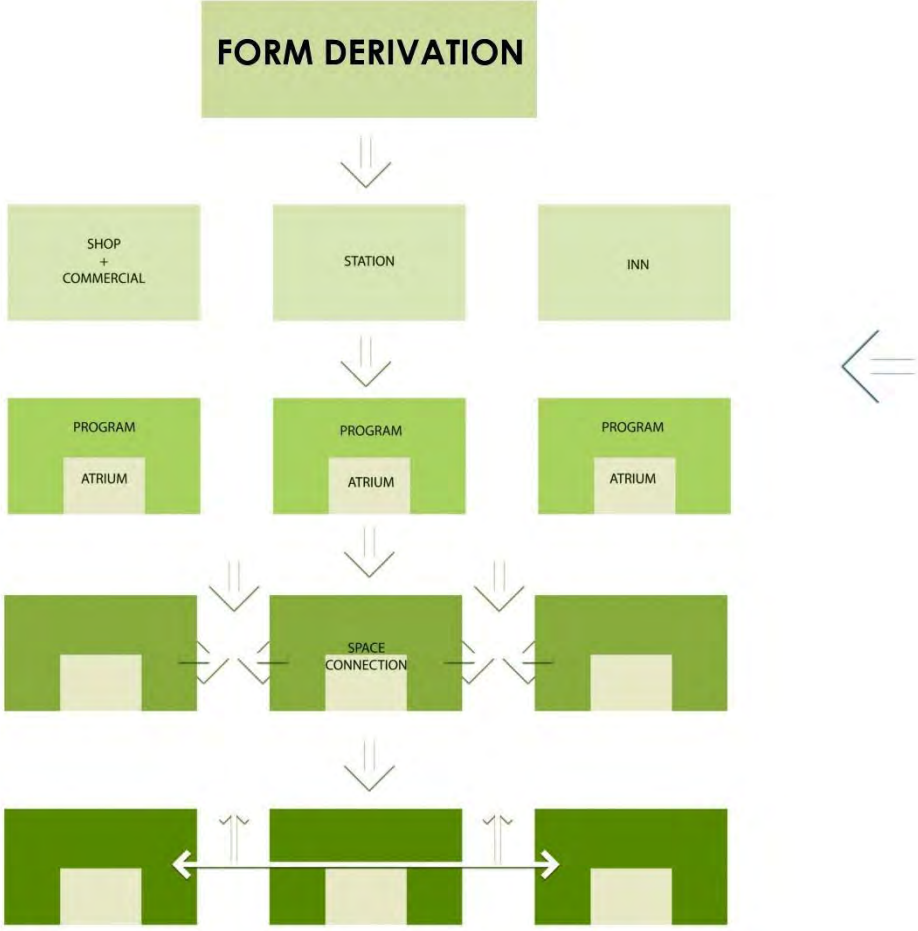 FORM DERIVATION
SHOP
+
COMMERCIAL
STATION
INN
PROGRAM
ATRIUM
PROGRAM
ATRIUM
PROGRAM
ATRIUM
SPACE
CONNECTION